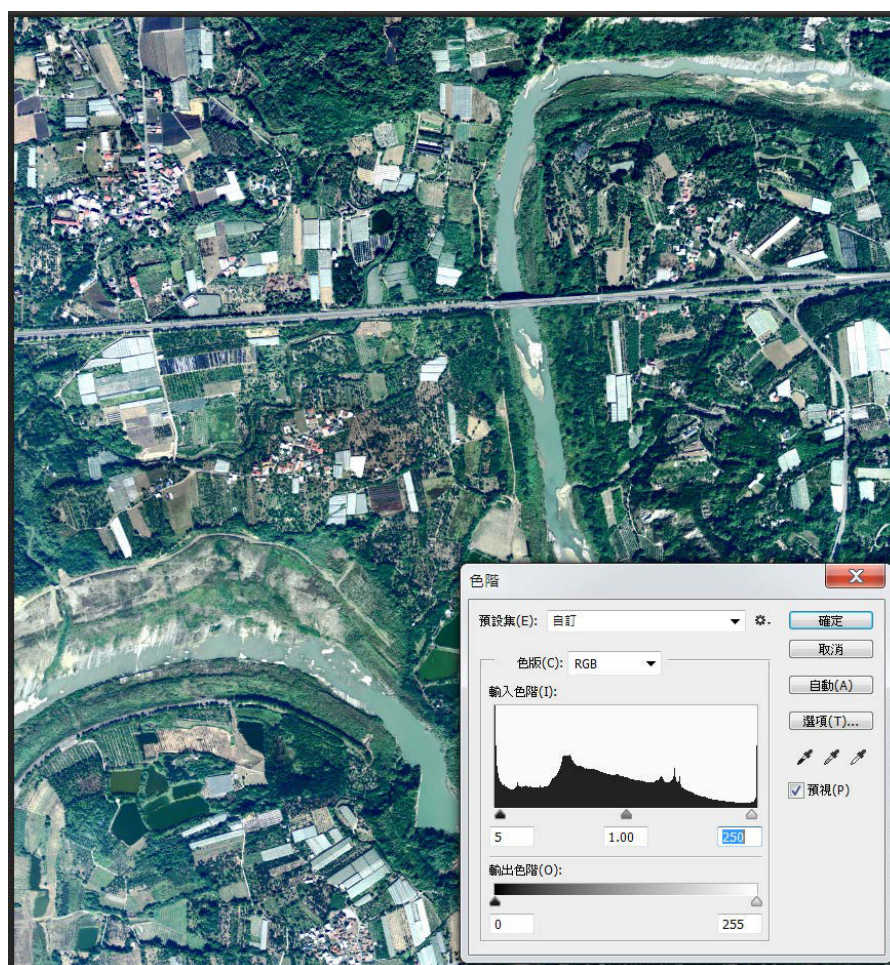 色階
預設集(E): 自訂
確定
取消
自動(A)
選項(T)...
預視(P)
色版(C): RGB
輸入色階(I):
5 1.00 250
輸出色階(O):
0 255